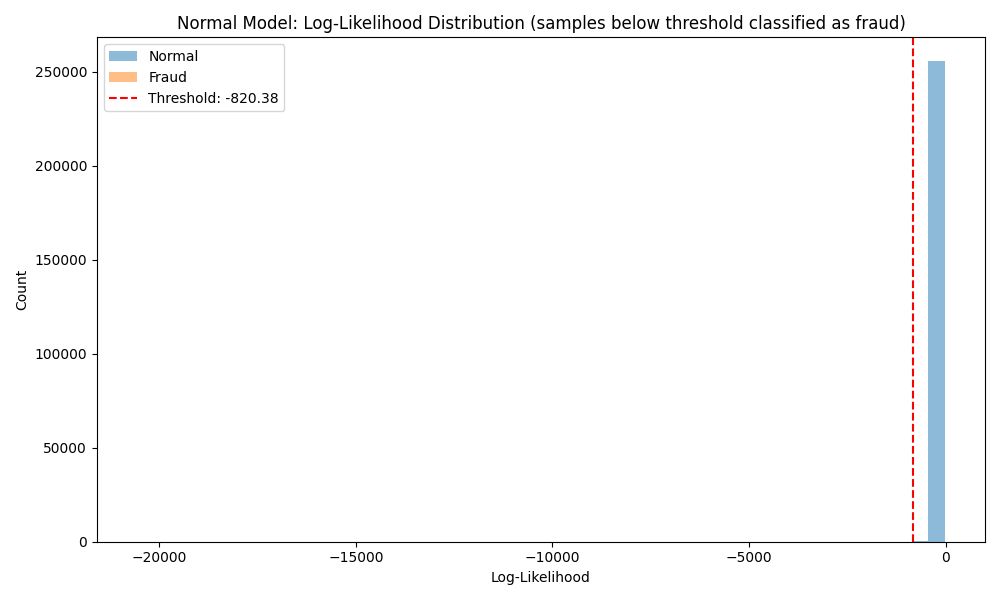 Normal Model: Log-Likelihood Distribution (samples below threshold classified as fraud)
Normal
Fraud
Threshold: -820.38
250000
200000
150000
100000
50000
0
Count
−20000
−15000
−10000
−5000
0
Log-Likelihood